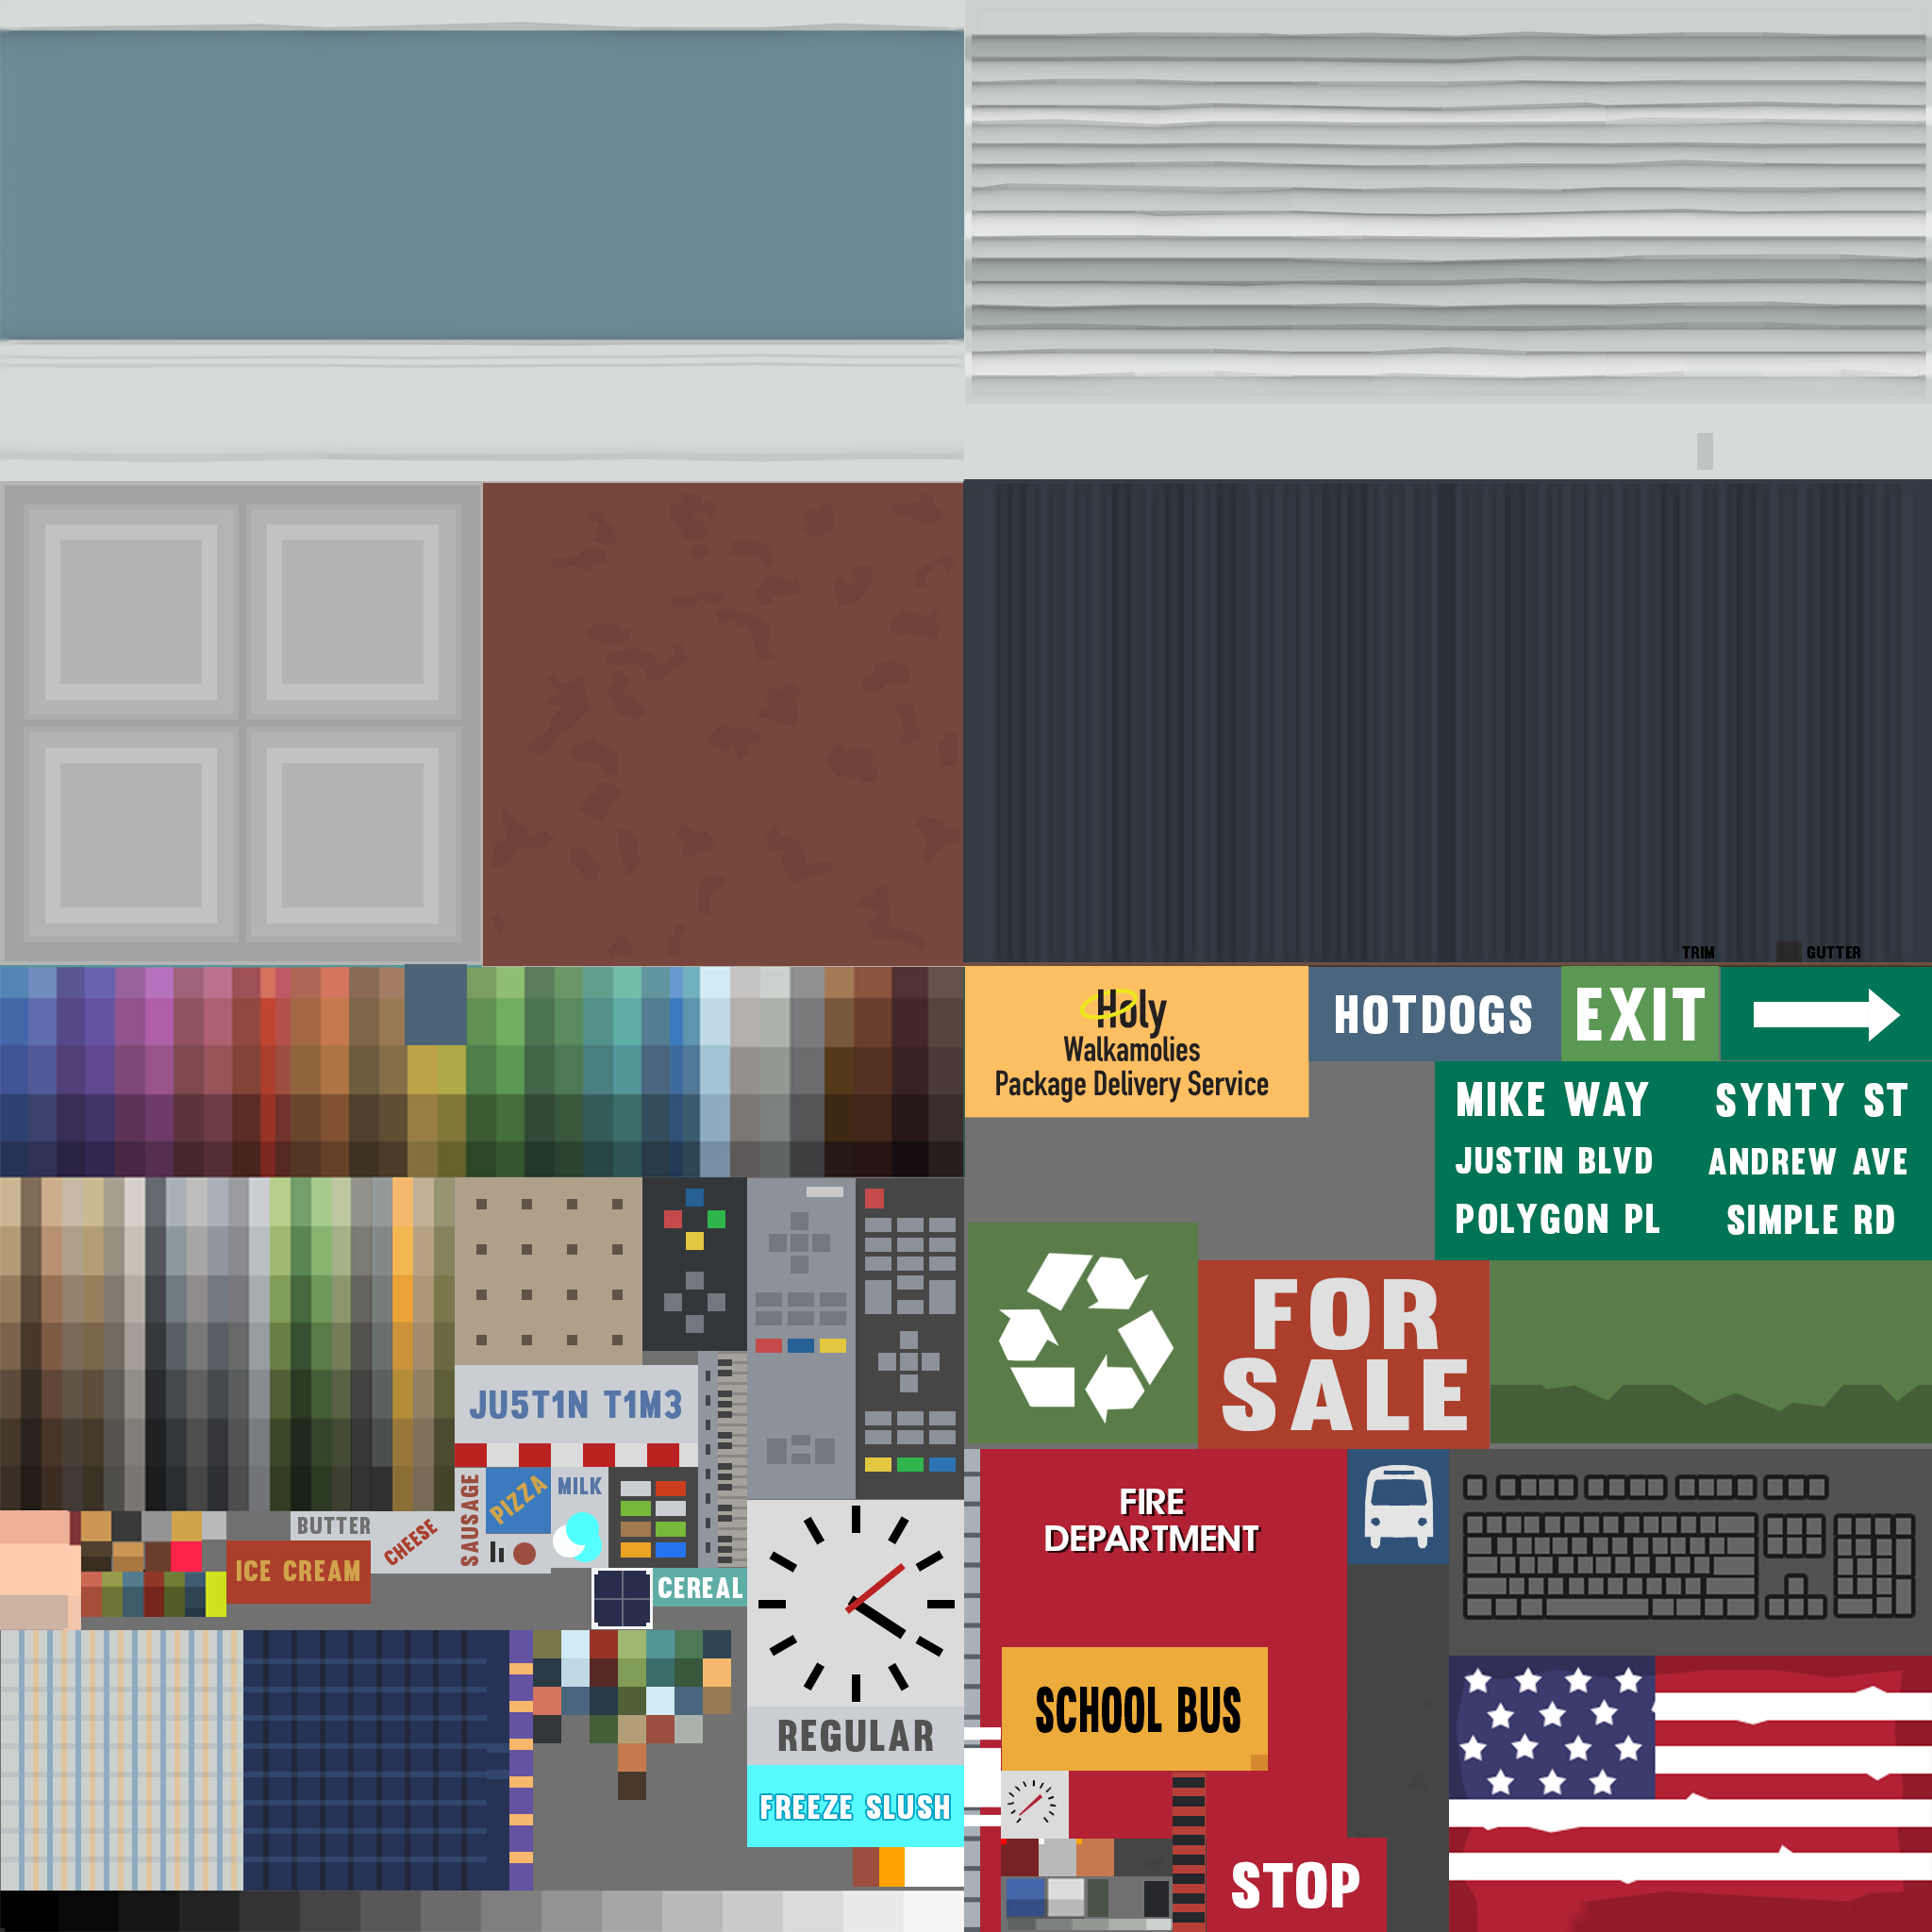 TRIM
GUTTER
Holy
Walkamolies
Package Delivery Service
HOTDOGS
EXIT
MIKE WAY
SYNTY ST
JUSTIN BLVD
ANDREW AVE
POLYGON PL
SIMPLE RD
FOR
SALE
JU5T1N T1M3
SAUSAGE
PIZZA
MILK
BUTTER
CHEESE
ICE CREAM
CEREAL
REGULAR
FREEZE SLUSH
FIRE
DEPARTMENT
SCHOOL BUS
STOP